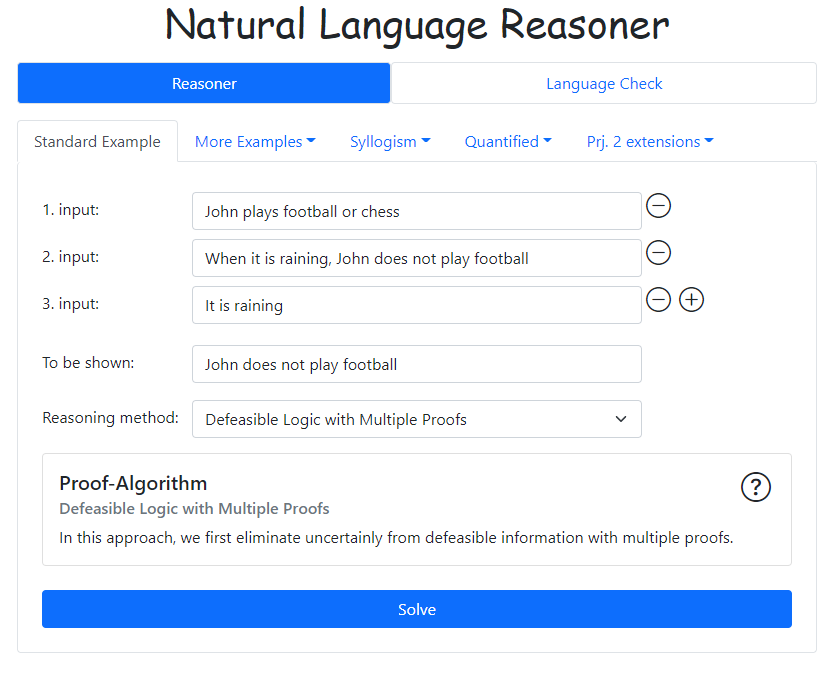 Natural Language Reasoner
Reasoner
Language Check
Standard Example
More Examples
Syllogism
Quantified
Prj. 2 extensions
1. input:
John plays football or chess
2. input:
When it is raining, John does not play football
3. input:
It is raining
To be shown:
John does not play football
Reasoning method:
Defeasible Logic with Multiple Proofs
Proof-Algorithm
Defeasible Logic with Multiple Proofs
In this approach, we first eliminate uncertainly from defeasible information with multiple proofs.
Solve